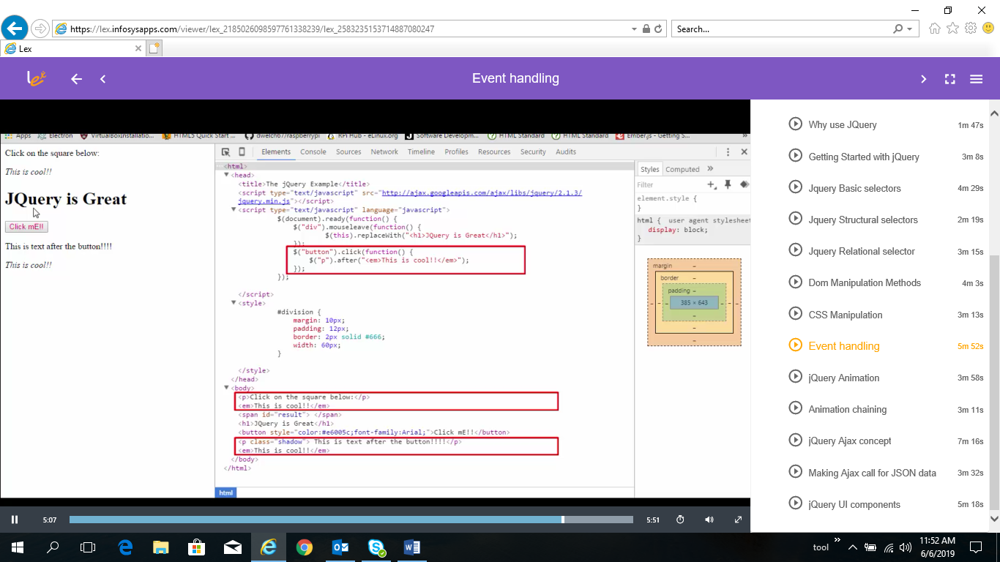 https://lex.infosysapps.com/viewer/lex_2185026098597761338239/lex_2583235153714887080247
Search...
Lex
lex
Event handling
Apps Electron VirtualBoxInstallatio... HTML5 Quick Start ... dwelch67/raspberrypi RPi Hub - eLinux.org Software Developm... HTML Standard HTML Standard Ember.js - Getting S... »
Click on the square below:
This is cool!!
JQuery is Great
Click mE!!
This is text after the button!!!!
This is cool!!
Elements Console Sources Network Timeline Profiles Resources Security Audits
<html>
<head>
<title>The jQuery Example</title>
<script type="text/javascript" src="http://ajax.googleapis.com/ajax/libs/jquery/2.1.3/
jquery.min.js"></script>
<script type="text/javascript" language="javascript">
$(document).ready(function() {
$("div").mouseleave(function() {
$(this).replaceWith("<h1>JQuery is Great</h1>");
});
$("button").click(function() {
$("p").after("<em>This is cool!!</em>");
});
});
</script>
<style>
#division {
margin: 10px;
padding: 12px;
border: 2px solid #666;
width: 60px;
}
</style>
</head>
<body>
<p>Click on the square below:</p>
<em>This is cool!!</em>
<span id="result"> </span>
<h1>JQuery is Great</h1>
<button style="color:#e6005c;font-family:Arial;">Click mE!!</button>
<p class="shadow"> This is text after the button!!!!</p>
<em>This is cool!!</em>
</body>
</html>
html
Styles Computed »
Filter
element.style {
}
html { user agent stylesheet
display: block;
}
margin –
border –
padding –
– – – 385 × 643 – – –
–
–
–
5:07
5:51
Why use JQuery 1m 47s
Getting Started with jQuery 3m 8s
Jquery Basic selectors 4m 29s
Jquery Structural selectors 2m 19s
Jquery Relational selector 3m 15s
Dom Manipulation Methods 4m 3s
CSS Manipulation 3m 13s
Event handling 5m 52s
jQuery Animation 3m 58s
Animation chaining 3m 11s
jQuery Ajax concept 7m 16s
Making Ajax call for JSON data 3m 32s
jQuery UI components 5m 18s
tool »
11:52 AM
6/6/2019